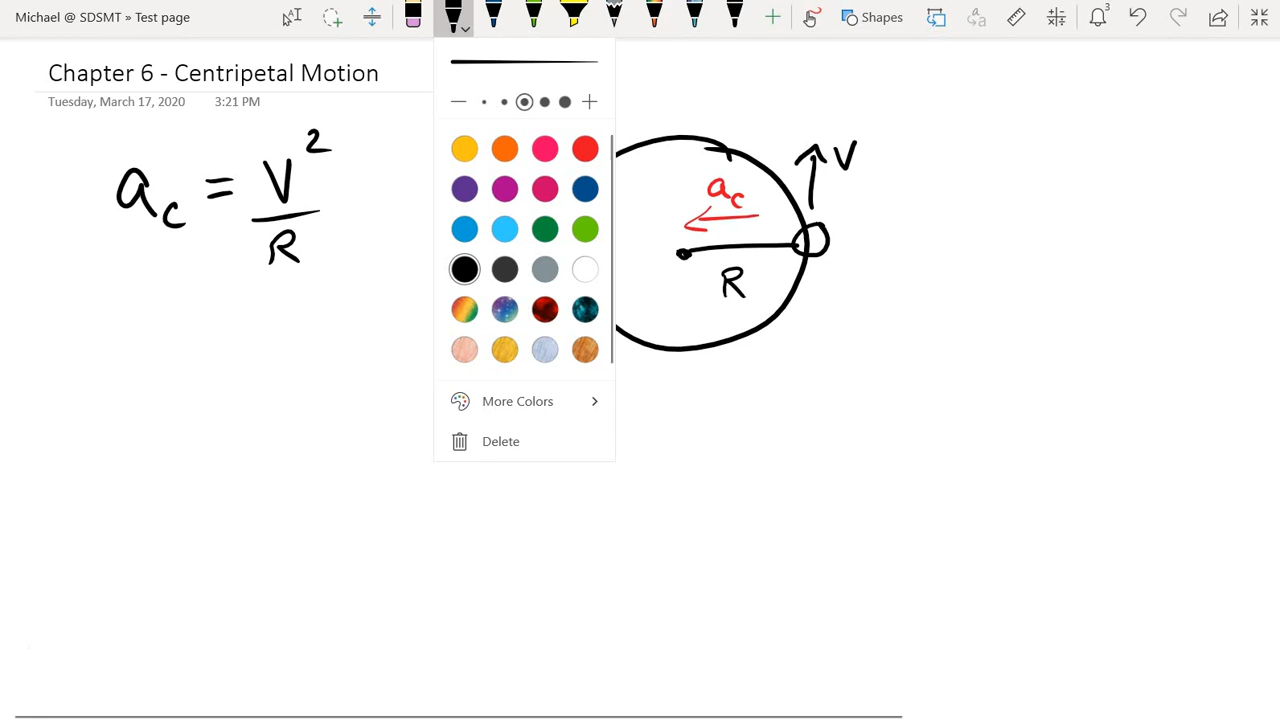 Michael @ SDSMT » Test page
Shapes
3
Chapter 6 - Centripetal Motion
Tuesday, March 17, 2020 3:21 PM
a_c = V^2 / R
V
a_c
R
More Colors
Delete